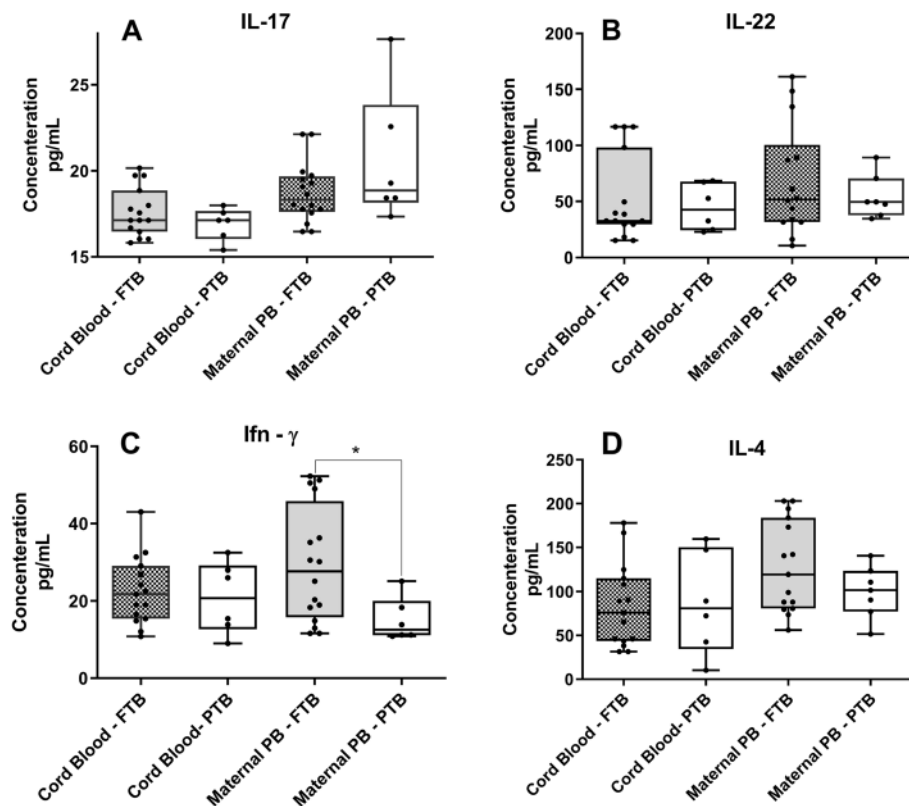 A
IL-17
Concenteration
pg/mL
25
20
15
Cord Blood - FTB
Cord Blood - PTB
Maternal PB - FTB
Maternal PB - PTB
B
IL-22
Concenteration
pg/mL
200
150
100
50
0
Cord Blood - FTB
Cord Blood- PTB
Maternal PB - FTB
Maternal PB - PTB
C
Ifn - γ
*
Concenteration
pg/mL
60
40
20
0
Cord Blood - FTB
Cord Blood- PTB
Maternal PB - FTB
Maternal PB - PTB
D
IL-4
Concenteration
pg/mL
250
200
150
100
50
0
Cord Blood - FTB
Cord Blood- PTB
Maternal PB - FTB
Maternal PB - PTB